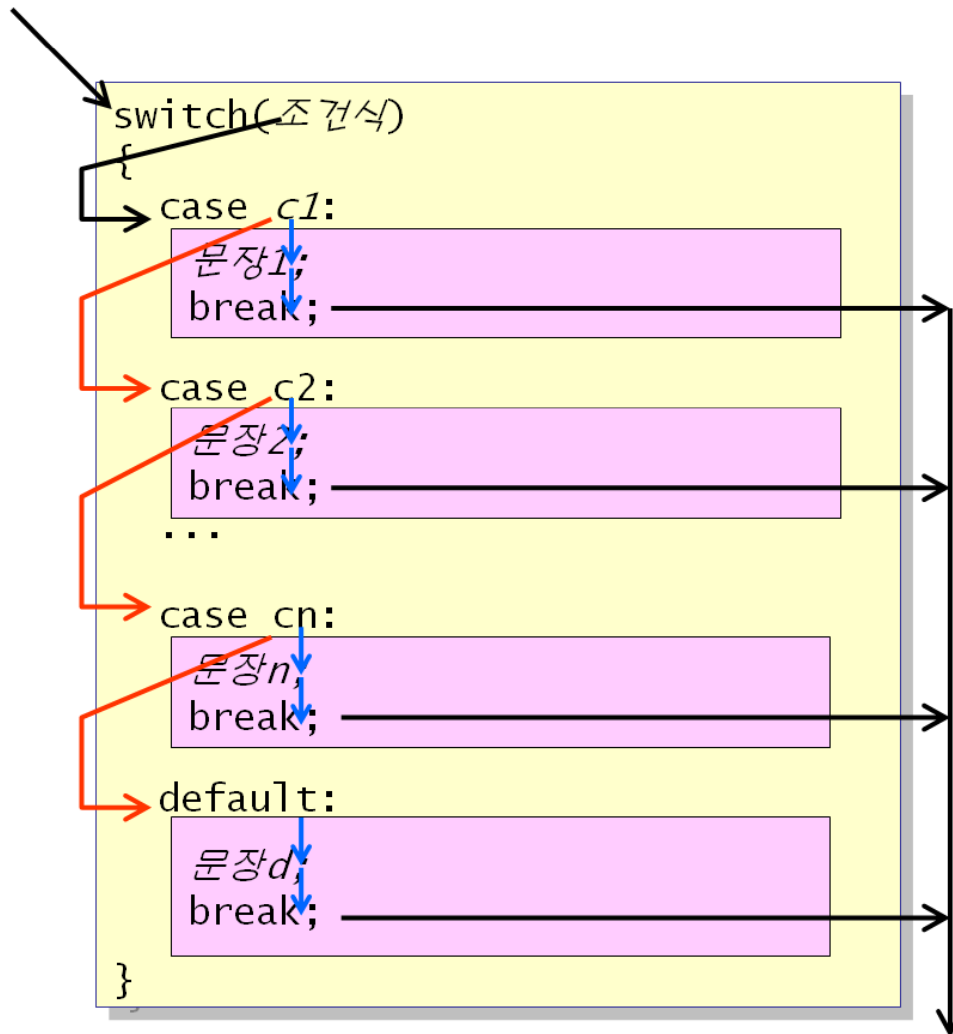 switch(조건식)
{
case c1:
문장1;
break;
case c2:
문장2;
break;
...
case cn:
문장n;
break;
default:
문장d;
break;
}